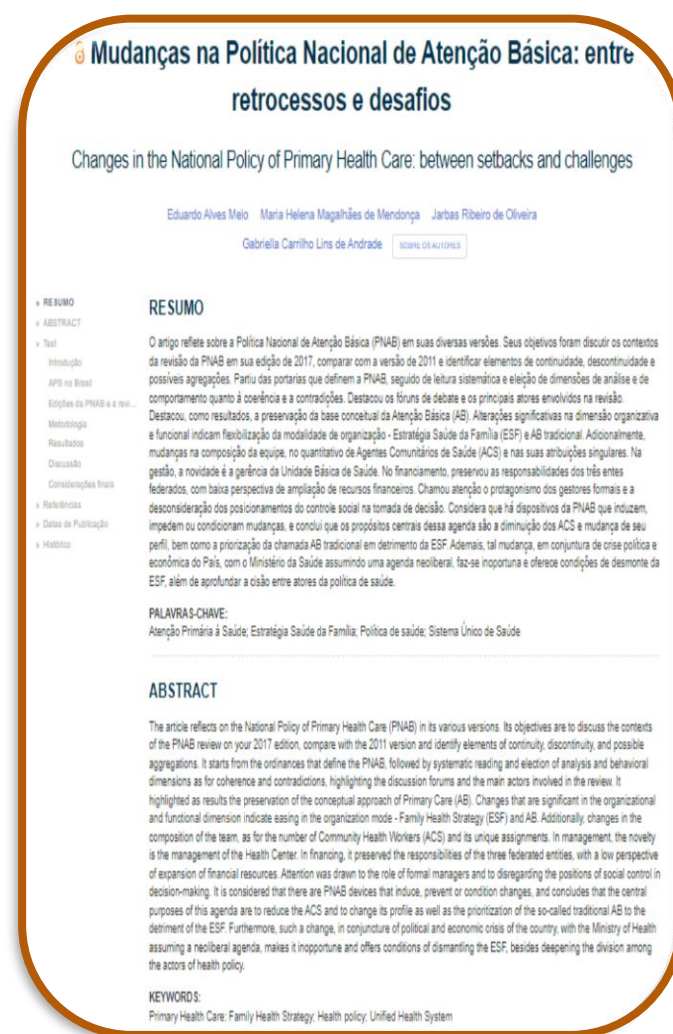 Mudanças na Política Nacional de Atenção Básica: entre
retrocessos e desafios
Changes in the National Policy of Primary Health Care: between setbacks and challenges
Eduardo Alves Melo Maria Helena Magalhães de Mendonça Jarbas Ribeiro de Oliveira
Gabriella Carrilho Lins de Andrade SOBRE OS AUTORES
» RESUMO
» ABSTRACT
» Text
Introdução
APS no Brasil
Edições da PNAB e a revi...
Metodologia
Resultados
Discussão
Considerações finais
» Referências
» Datas de Publicação
» Histórico
RESUMO
O artigo reflete sobre a Política Nacional de Atenção Básica (PNAB) em suas diversas versões. Seus objetivos foram discutir os contextos
da revisão da PNAB em sua edição de 2017, comparar com a versão de 2011 e identificar elementos de continuidade, descontinuidade e
possíveis agregações. Partiu das portarias que definem a PNAB, seguido de leitura sistemática e eleição de dimensões de análise e de
comportamento quanto à coerência e a contradições. Destacou os fóruns de debate e os principais atores envolvidos na revisão.
Destacou, como resultados, a preservação da base conceitual da Atenção Básica (AB). Alterações significativas na dimensão organizativa
e funcional indicam flexibilização da modalidade de organização - Estratégia Saúde da Família (ESF) e AB tradicional. Adicionalmente,
mudanças na composição da equipe, no quantitativo de Agentes Comunitários de Saúde (ACS) e nas suas atribuições singulares. Na
gestão, a novidade é a gerência da Unidade Básica de Saúde. No financiamento, preservou as responsabilidades dos três entes
federados, com baixa perspectiva de ampliação de recursos financeiros. Chamou atenção o protagonismo dos gestores formais e a
desconsideração dos posicionamentos do controle social na tomada de decisão. Considera que há dispositivos da PNAB que induzem,
impedem ou condicionam mudanças, e conclui que os propósitos centrais dessa agenda são a diminuição dos ACS e mudança de seu
perfil, bem como a priorização da chamada AB tradicional em detrimento da ESF. Ademais, tal mudança, em conjuntura de crise política e
econômica do País, com o Ministério da Saúde assumindo uma agenda neoliberal, faz-se inoportuna e oferece condições de desmonte da
ESF, além de aprofundar a cisão entre atores da política de saúde.
PALAVRAS-CHAVE:
Atenção Primária à Saúde; Estratégia Saúde da Família; Política de saúde; Sistema Único de Saúde
ABSTRACT
The article reflects on the National Policy of Primary Health Care (PNAB) in its various versions. Its objectives are to discuss the contexts
of the PNAB review on your 2017 edition, compare with the 2011 version and identify elements of continuity, discontinuity, and possible
aggregations. It starts from the ordinances that define the PNAB, followed by systematic reading and election of analysis and behavioral
dimensions as for coherence and contradictions, highlighting the discussion forums and the main actors involved in the review. It
highlighted as results the preservation of the conceptual approach of Primary Care (AB). Changes that are significant in the organizational
and functional dimension indicate easing in the organization mode - Family Health Strategy (ESF) and AB. Additionally, changes in the
composition of the team, as for the number of Community Health Workers (ACS) and its unique assignments. In management, the novelty
is the management of the Health Center. In financing, it preserved the responsibilities of the three federated entities, with a low perspective
of expansion of financial resources. Attention was drawn to the role of formal managers and to disregarding the positions of social control in
decision-making. It is considered that there are PNAB devices that induce, prevent or condition changes, and concludes that the central
purposes of this agenda are to reduce the ACS and to change its profile as well as the prioritization of the so-called traditional AB to the
detriment of the ESF. Furthermore, such a change, in conjuncture of political and economic crisis of the country, with the Ministry of Health
assuming a neoliberal agenda, makes it inopportune and offers conditions of dismantling the ESF, besides deepening the division among
the actors of health policy.
KEYWORDS:
Primary Health Care; Family Health Strategy; Health policy; Unified Health System